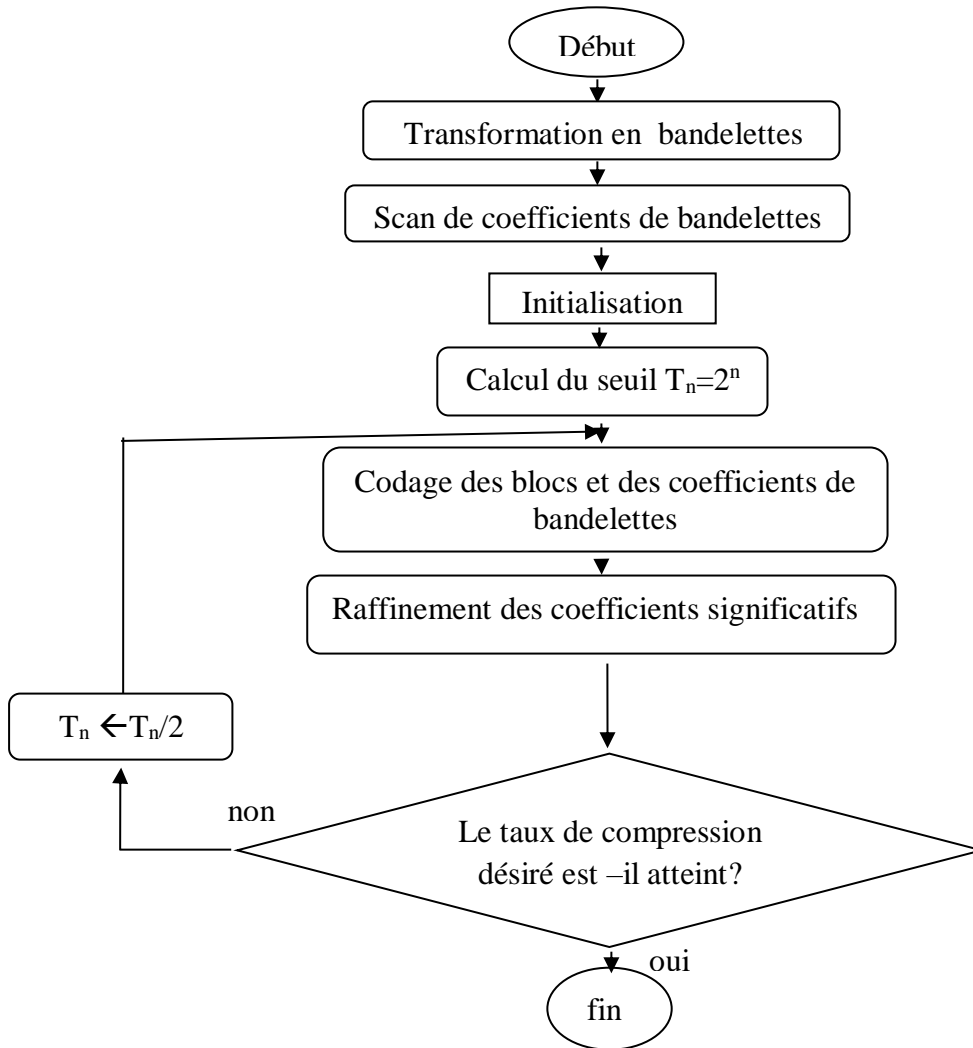 Début
Transformation en bandelettes
Scan de coefficients de bandelettes
Initialisation
Calcul du seuil Tₙ=2ⁿ
Codage des blocs et des coefficients de
bandelettes
Raffinement des coefficients significatifs
Tₙ ←Tₙ/2
non
Le taux de compression
désiré est –il atteint?
oui
fin